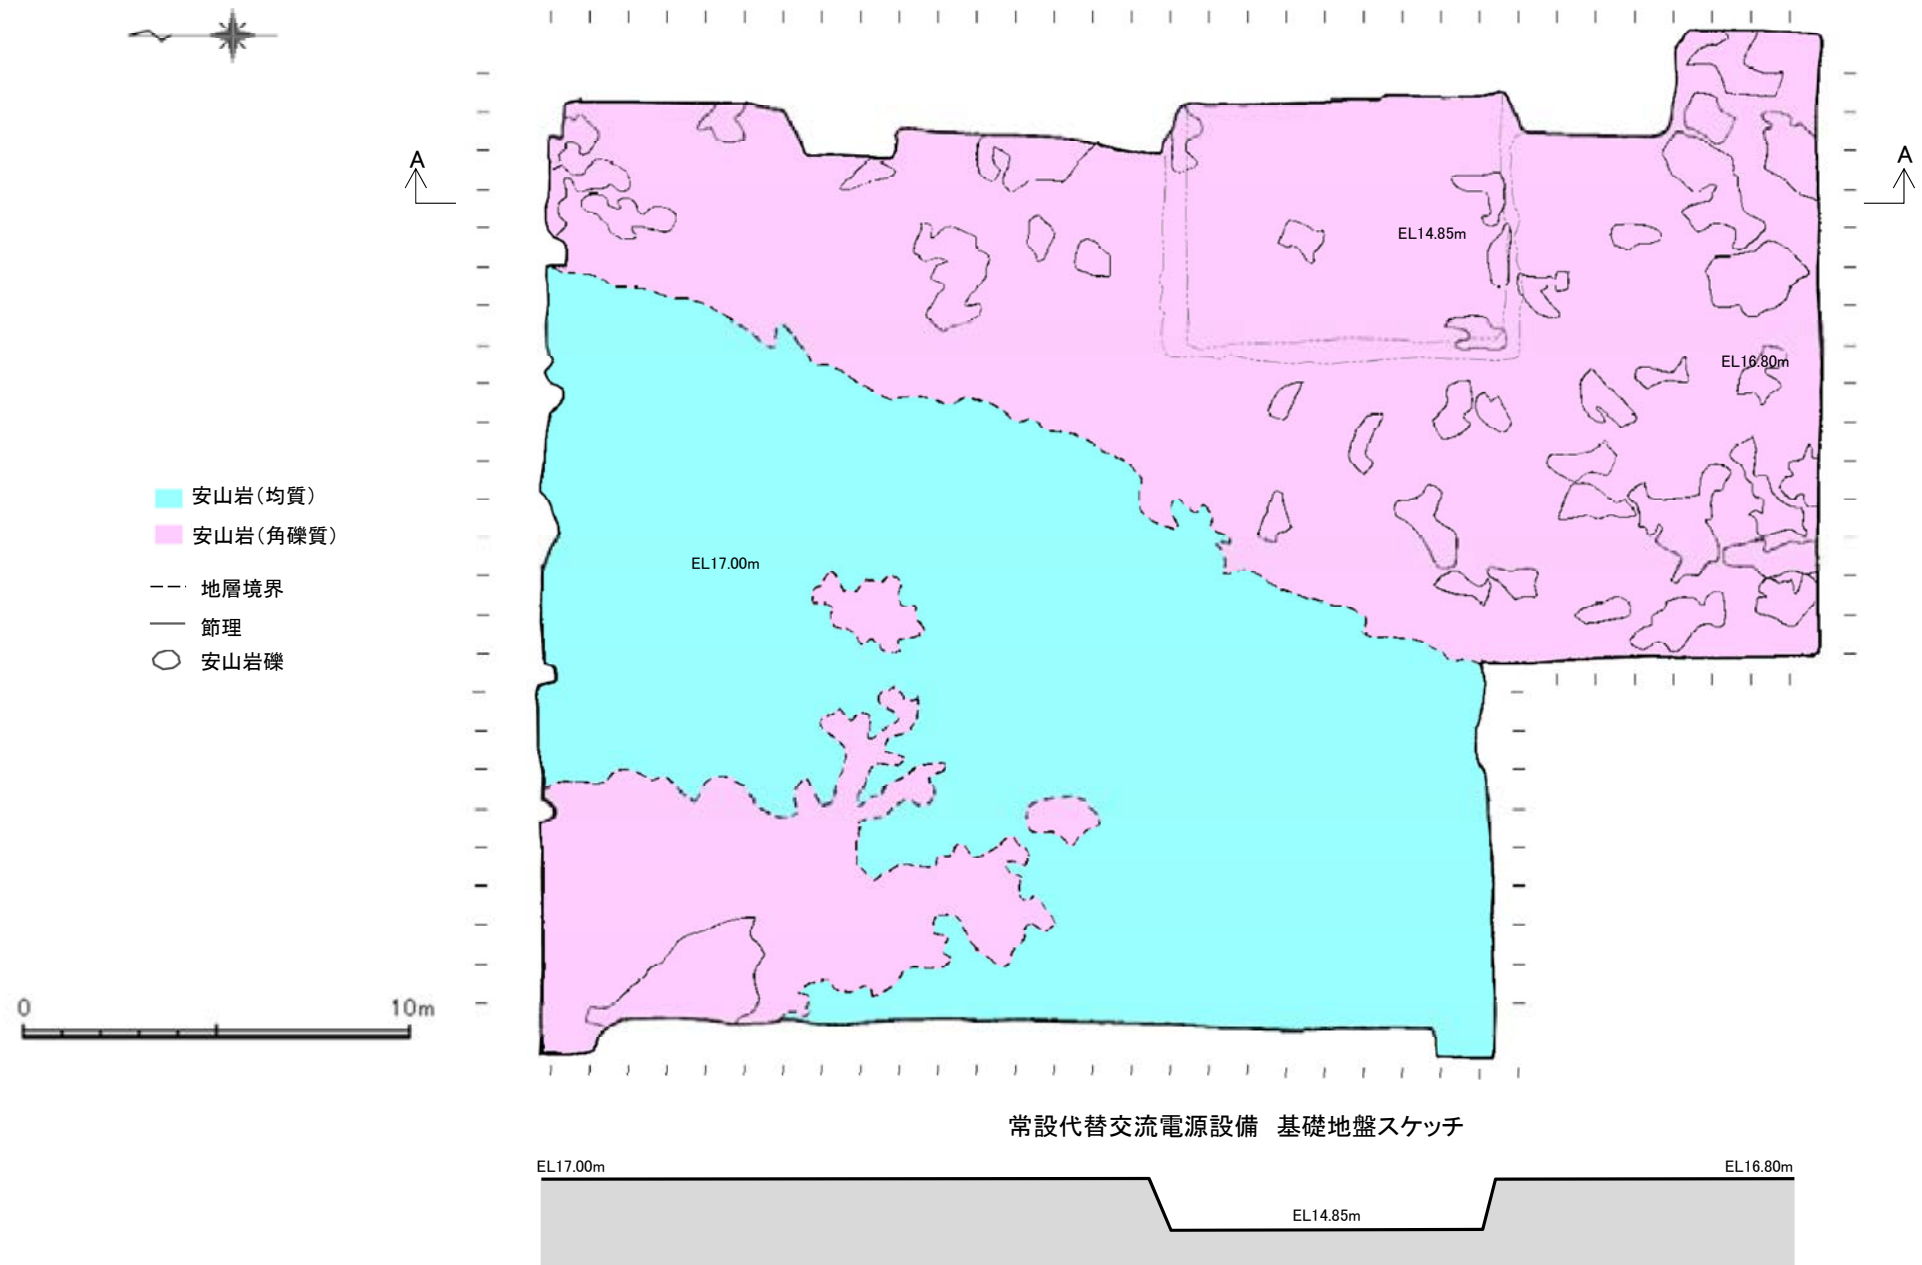 A
A
EL14.85m
EL16.80m
安山岩（均質）
安山岩（角礫質）
地層境界
節理
安山岩礫
EL17.00m
0 10m
常設代替交流電源設備 基礎地盤スケッチ
EL17.00m
EL16.80m
EL14.85m